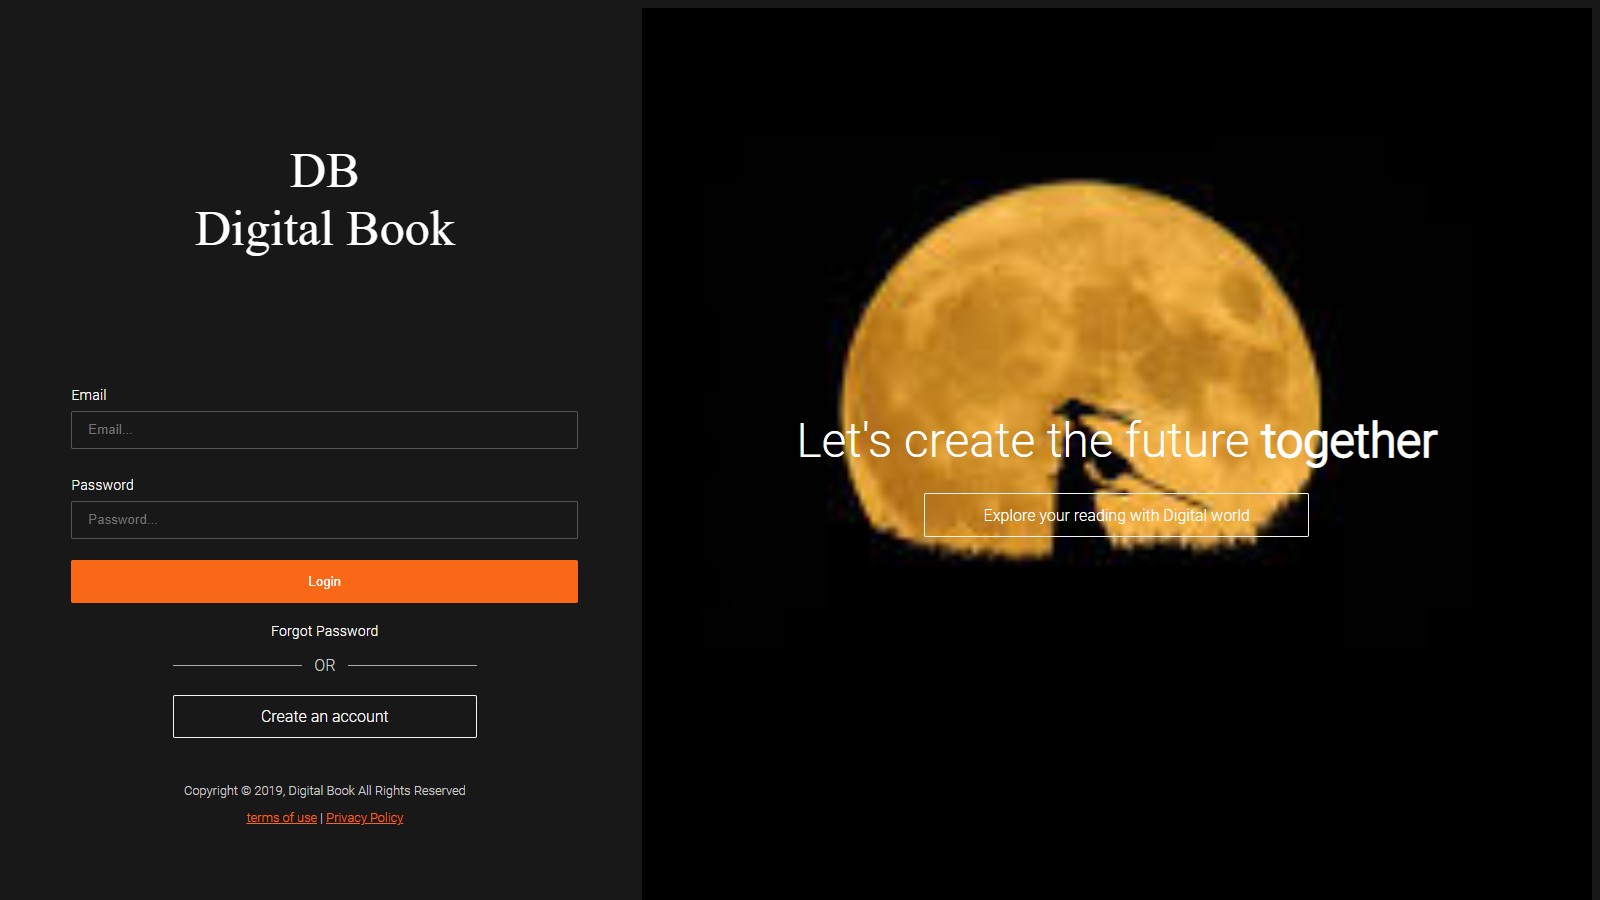 DB
Digital Book
Email
Email...
Password
Password...
Login
Forgot Password
OR
Create an account
Copyright © 2019, Digital Book All Rights Reserved
terms of use | Privacy Policy
Let's create the future together
Explore your reading with Digital world